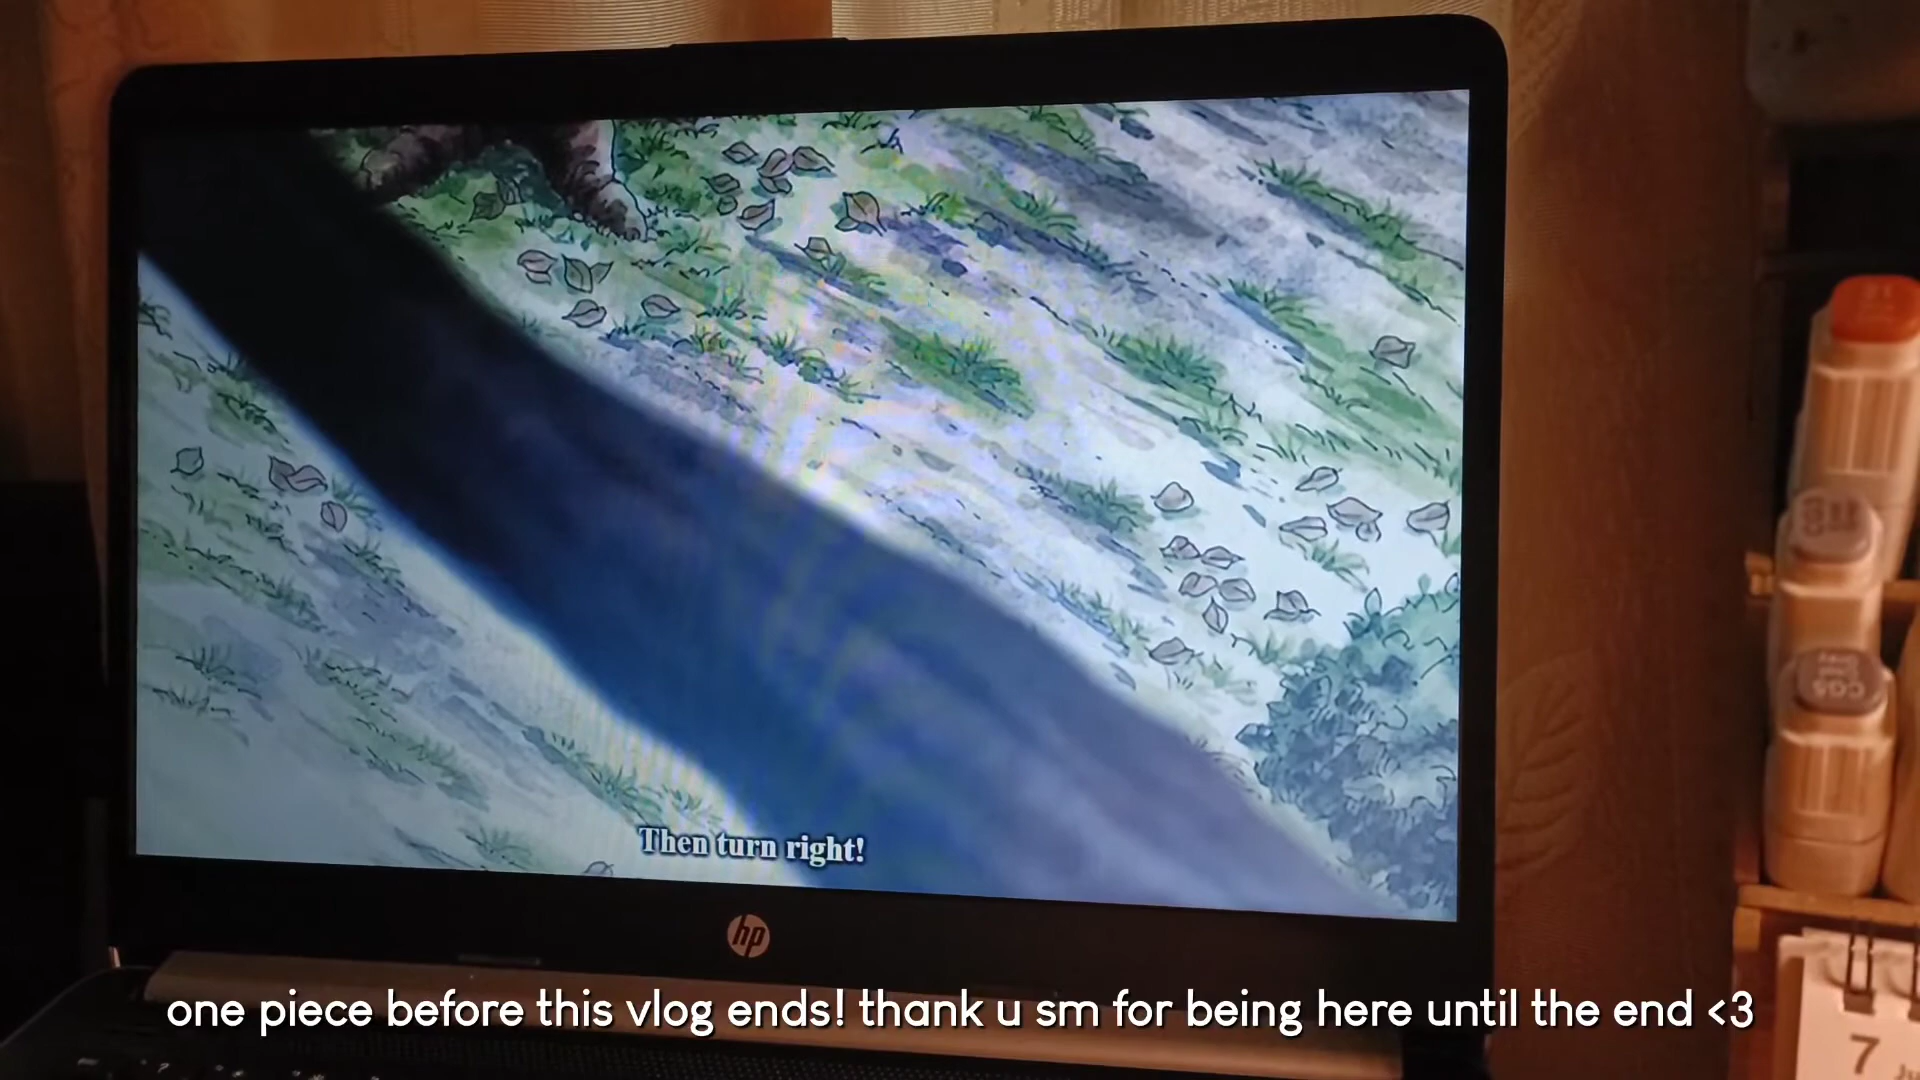 Then turn right!
hp
one piece before this vlog ends! thank u sm for being here until the end <3
CG5
7